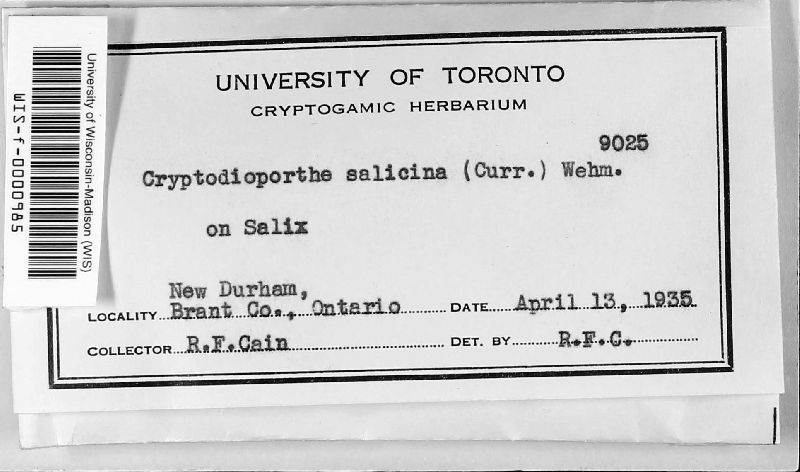 University of Wisconsin-Madison (WIS)
WIS-f-0000985
UNIVERSITY OF TORONTO
CRYPTOGAMIC HERBARIUM
9025
Cryptodioporthe salicina (Curr.) Wehm.
on Salix
New Durham,
LOCALITY Brant Co., Ontario DATE April 13, 1935
COLLECTOR R.F.Cain DET. BY R.F.C.